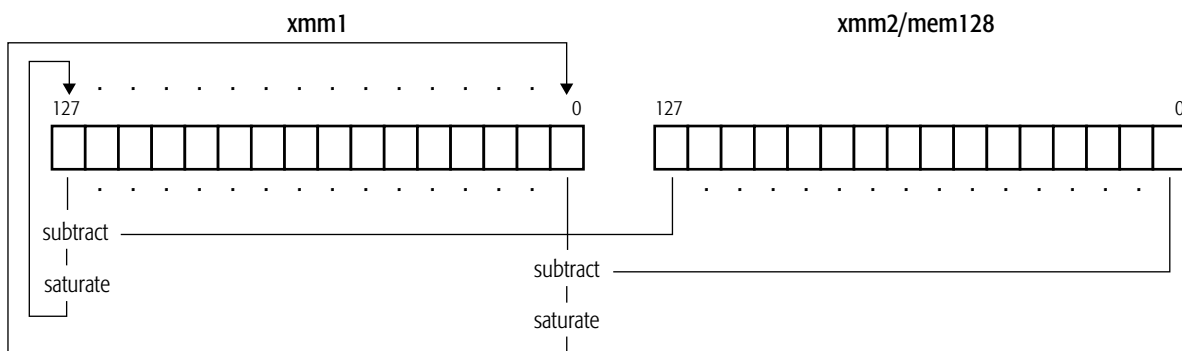 xmm1 xmm2/mem128
127 0 127 0
subtract
subtract
saturate
saturate